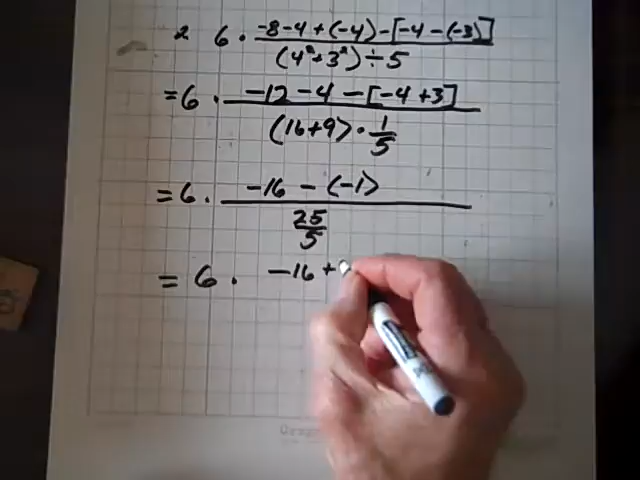 2 6 · -8-4+(-4)-[-4-(-3)] / (4²+3²)÷5
= 6 · -12-4-[-4+3] / (16+9)·1/5
= 6 · -16-(-1) / 25/5
= 6 · -16+